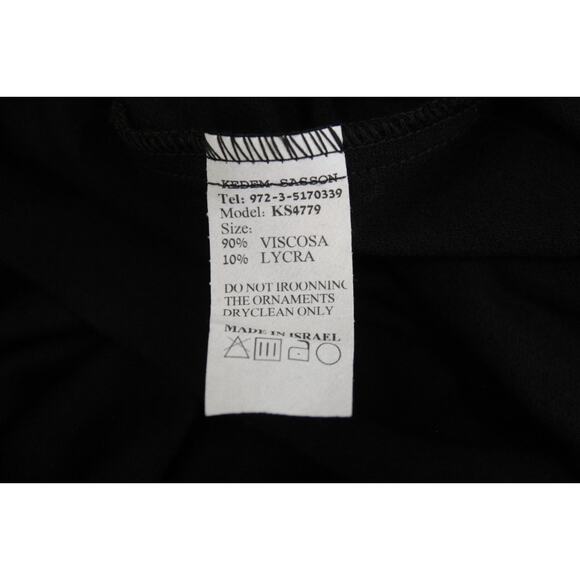 KEDEM SASSON
Tel: 972-3-5170339
Model: KS4779
Size:
90% VISCOSA
10% LYCRA
DO NOT IROONNING
THE ORNAMENTS
DRYCLEAN ONLY
MADE IN ISRAEL